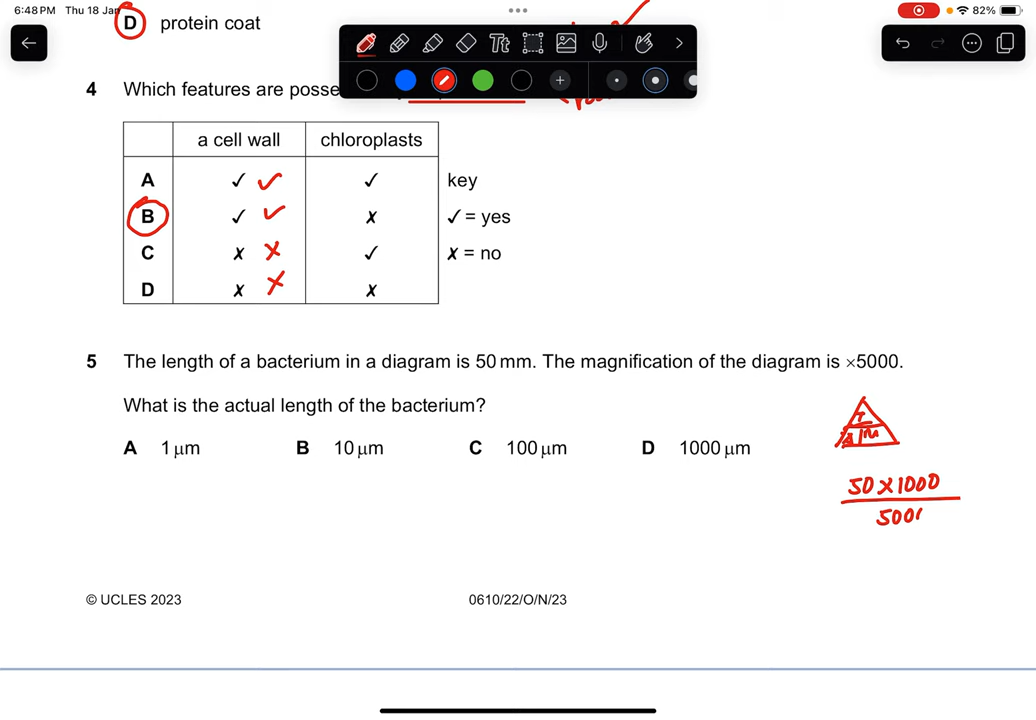 6:48 PM Thu 18 Jan 82%
D protein coat
Tt
4 Which features are posse
a cell wall chloroplasts
A ✓ ✓ ✓ key
B ✓ ✓ ✗ ✓ = yes
C ✗ ✗ ✓ ✗ = no
D ✗ ✗ ✗
5 The length of a bacterium in a diagram is 50 mm. The magnification of the diagram is ×5000.
What is the actual length of the bacterium?
A 1 μm B 10 μm C 100 μm D 1000 μm
I
A M
50 × 1000
500
© UCLES 2023 0610/22/O/N/23